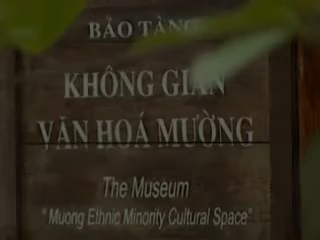 BẢO TÀNG
KHÔNG GIAN
VĂN HOÁ MƯỜNG
The Museum
"Muong Ethnic Minority Cultural Space"